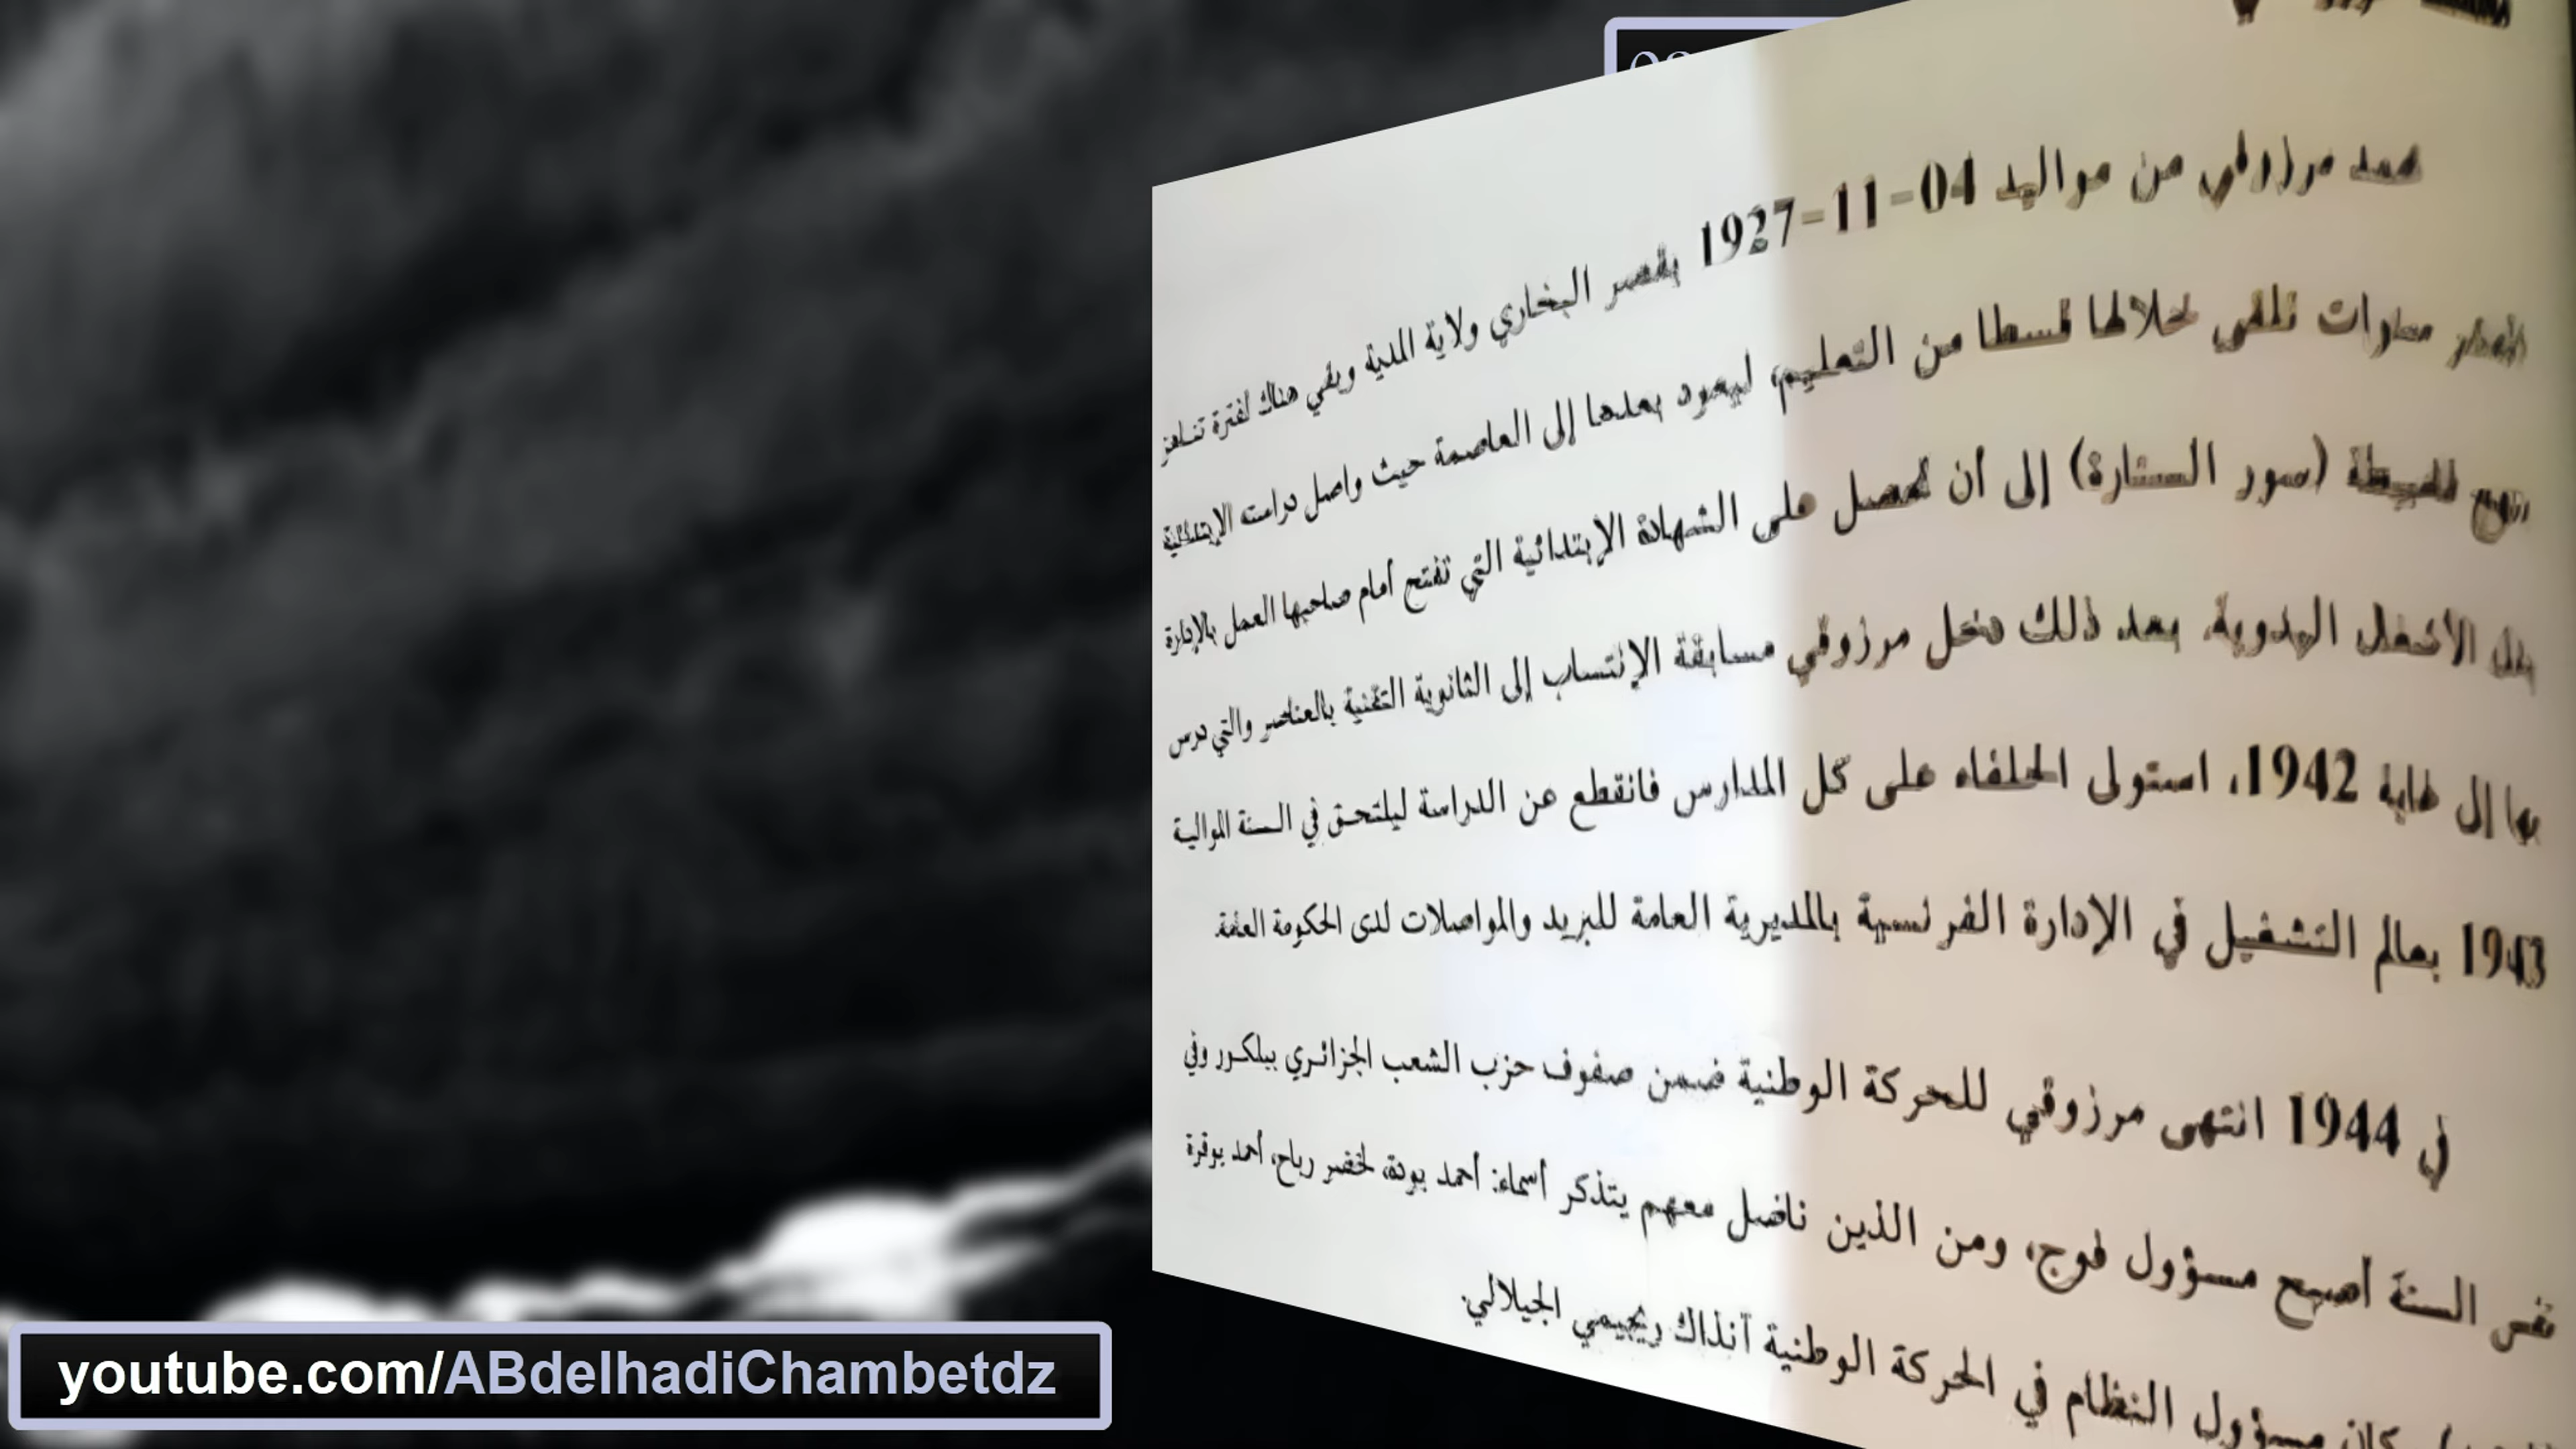 محمد مرزوقي من مواليد 04-11-1927 بقصر البخاري ولاية المدية وبقي هناك لفترة تناهز
سنوات تلقى خلالها قسطا من التعليم، ليعود بعدها إلى العاصمة حيث واصل دراسته الإبتدائية
(سور الستارة) إلى أن تحصل على الشهادة الإبتدائية التي تفتح أمام صاحبها العمل بالإدارة
الأشغال اليدوية. بعد ذلك دخل مرزوقي مسابقة الإنتساب إلى الثانوية التقنية بالعناصر والتي درس
بها إلى غاية 1942، استولى الحلفاء على كل المدارس فانقطع عن الدراسة ليلتحق في السنة الموالية
1943 بعالم التشغيل في الإدارة الفرنسية بالمديرية العامة للبريد والمواصلات لدى الحكومة العامة.
في 1944 انتهى مرزوقي للحركة الوطنية ضمن صفوف حزب الشعب الجزائري ببلكور وفي
نفس السنة أصبح مسؤول فوج، ومن الذين ناضل معهم يتذكر أسماء: أحمد بودة، لخضر رباح، أحمد بوقرة
كان مسؤول النظام في الحركة الوطنية آنذاك ريجيمي الجيلالي.
youtube.com/ABdelhadiChambetdz